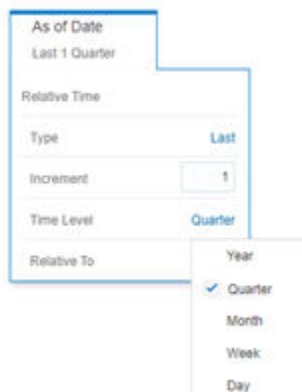 As of Date
Last 1 Quarter
Relative Time
Type Last
Increment 1
Time Level Quarter
Relative To
Year
Quarter
Month
Week
Day